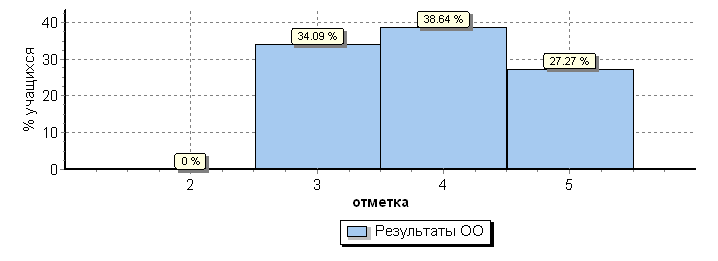 % учащихся
40
30
20
10
0
0 %
34.09 %
38.64 %
27.27 %
2 3 4 5
отметка
Результаты ОО